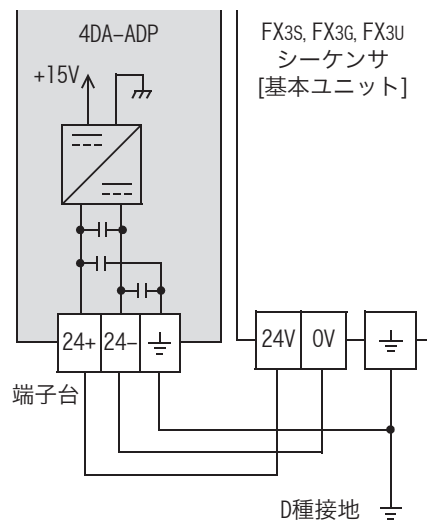 4DA-ADP
+15V
FX3S, FX3G, FX3U
シーケンサ
[基本ユニット]
24+ 24-
24V 0V
端子台
D種接地